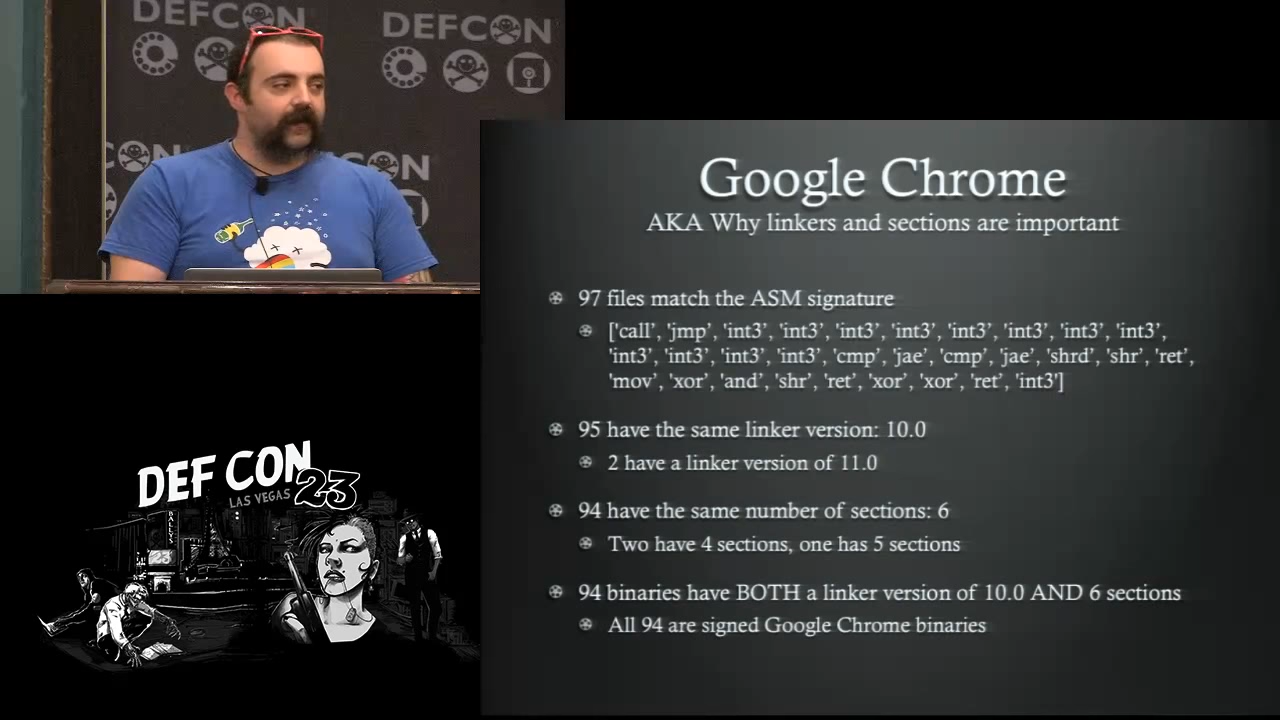 DEFCON
DEFCON
CON
CON
Google Chrome
AKA Why linkers and sections are important
97 files match the ASM signature
['call', 'jmp', 'int3', 'int3', 'int3', 'int3', 'int3', 'int3', 'int3', 'int3',
'int3', 'int3', 'int3', 'int3', 'cmp', 'jae', 'cmp', 'jae', 'shrd', 'shr', 'ret',
'mov', 'xor', 'and', 'shr', 'ret', 'xor', 'xor', 'ret', 'int3']
95 have the same linker version: 10.0
2 have a linker version of 11.0
94 have the same number of sections: 6
Two have 4 sections, one has 5 sections
94 binaries have BOTH a linker version of 10.0 AND 6 sections
All 94 are signed Google Chrome binaries
DEF CON
LAS VEGAS 23
BALLY'S